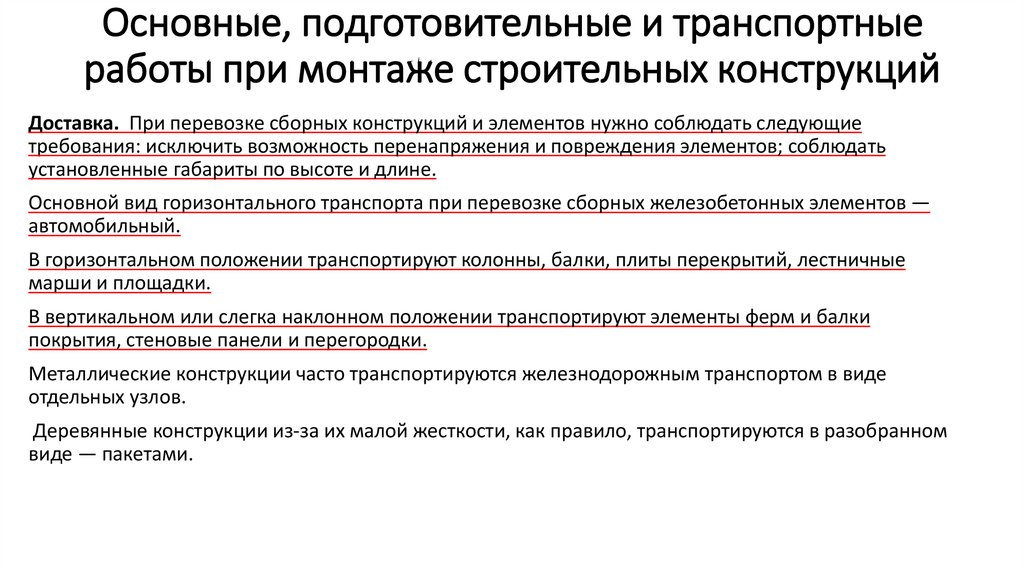 Основные, подготовительные и транспортные
работы при монтаже строительных конструкций
Доставка. При перевозке сборных конструкций и элементов нужно соблюдать следующие
требования: исключить возможность перенапряжения и повреждения элементов; соблюдать
установленные габариты по высоте и длине.
Основной вид горизонтального транспорта при перевозке сборных железобетонных элементов —
автомобильный.
В горизонтальном положении транспортируют колонны, балки, плиты перекрытий, лестничные
марши и площадки.
В вертикальном или слегка наклонном положении транспортируют элементы ферм и балки
покрытия, стеновые панели и перегородки.
Металлические конструкции часто транспортируются железнодорожным транспортом в виде
отдельных узлов.
Деревянные конструкции из-за их малой жесткости, как правило, транспортируются в разобранном
виде — пакетами.